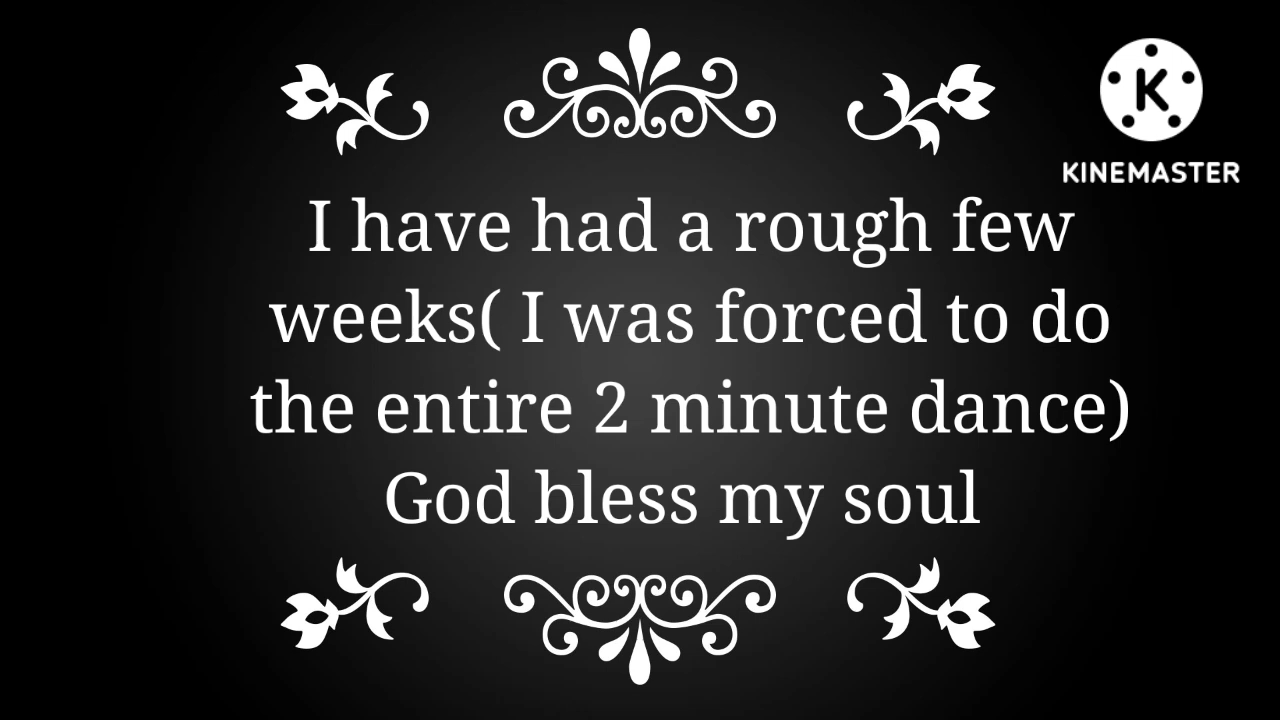 K
KINEMASTER
I have had a rough few
weeks( I was forced to do
the entire 2 minute dance)
God bless my soul